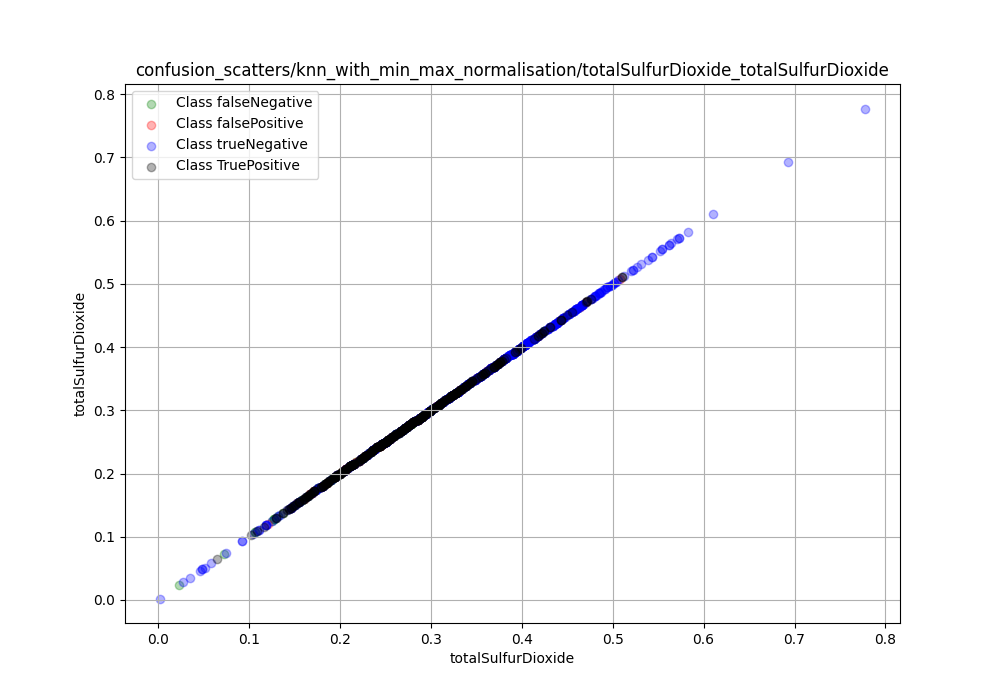 confusion_scatters/knn_with_min_max_normalisation/totalSulfurDioxide_totalSulfurDioxide
Class falseNegative
Class falsePositive
Class trueNegative
Class TruePositive
totalSulfurDioxide
0.8
0.7
0.6
0.5
0.4
0.3
0.2
0.1
0.0
0.0 0.1 0.2 0.3 0.4 0.5 0.6 0.7 0.8
totalSulfurDioxide